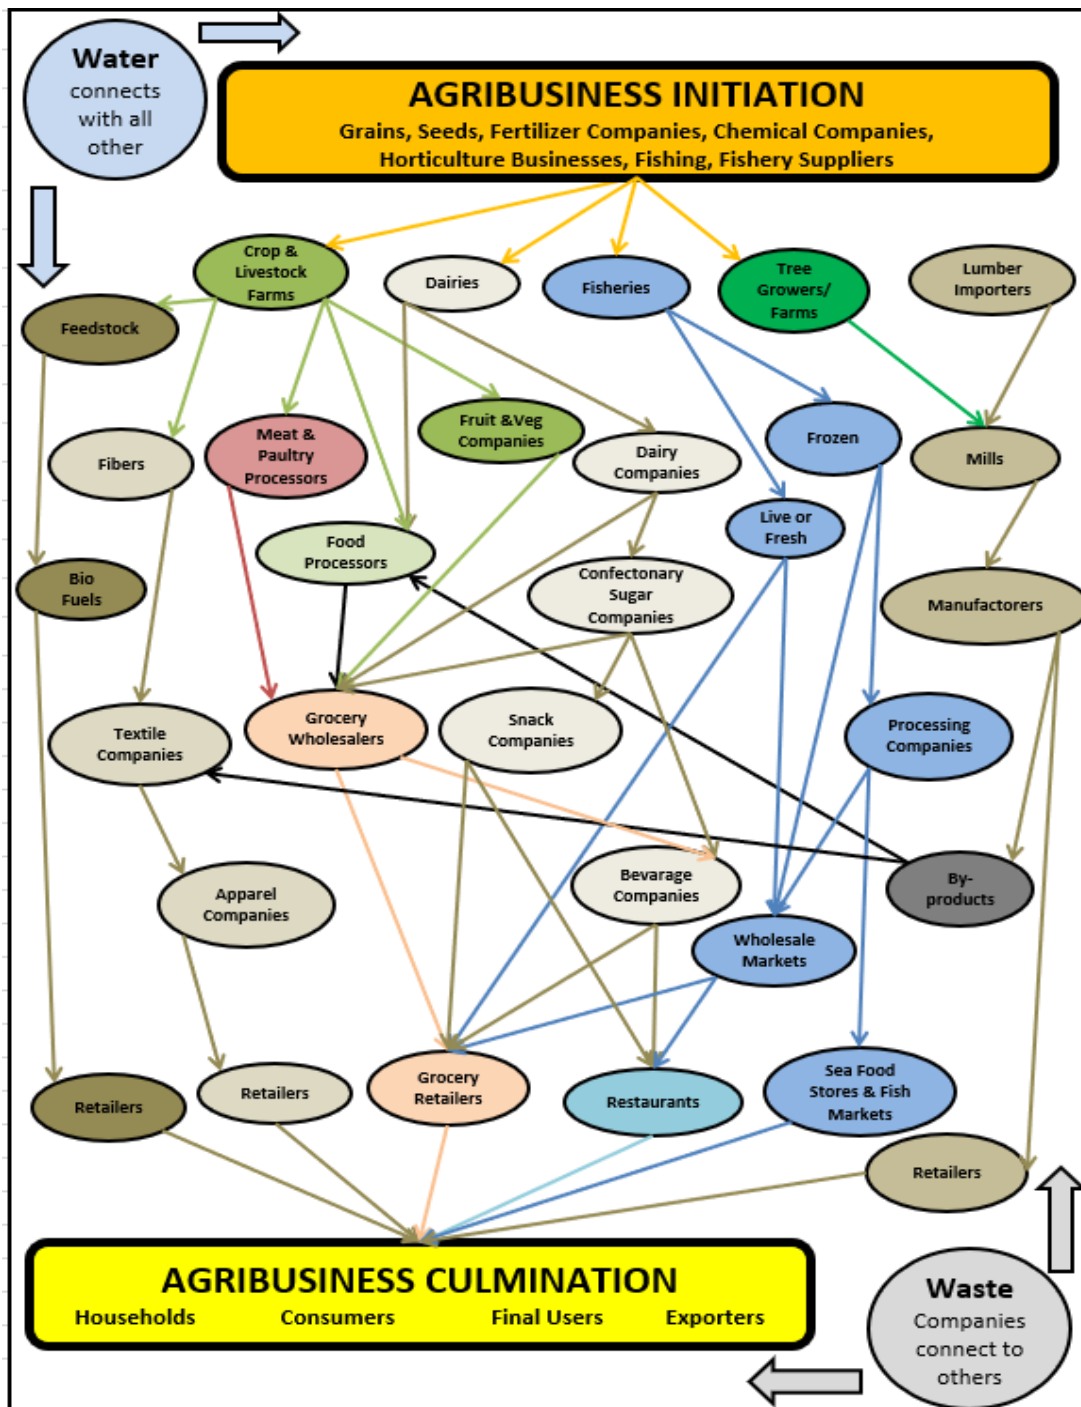 Water
connects
with all
other
AGRIBUSINESS INITIATION
Grains, Seeds, Fertilizer Companies, Chemical Companies,
Horticulture Businesses, Fishing, Fishery Suppliers
Crop &
Livestock
Farms
Dairies
Fisheries
Tree
Growers/
Farms
Lumber
Importers
Feedstock
Fibers
Meat &
Paultry
Processors
Fruit &Veg
Companies
Dairy
Companies
Frozen
Mills
Live or
Fresh
Food
Processors
Bio
Fuels
Confectonary
Sugar
Companies
Manufactorers
Textile
Companies
Grocery
Wholesalers
Snack
Companies
Processing
Companies
Apparel
Companies
Bevarage
Companies
By-
products
Wholesale
Markets
Retailers
Retailers
Grocery
Retailers
Restaurants
Sea Food
Stores & Fish
Markets
Retailers
AGRIBUSINESS CULMINATION
Households Consumers Final Users Exporters
Waste
Companies
connect to
others